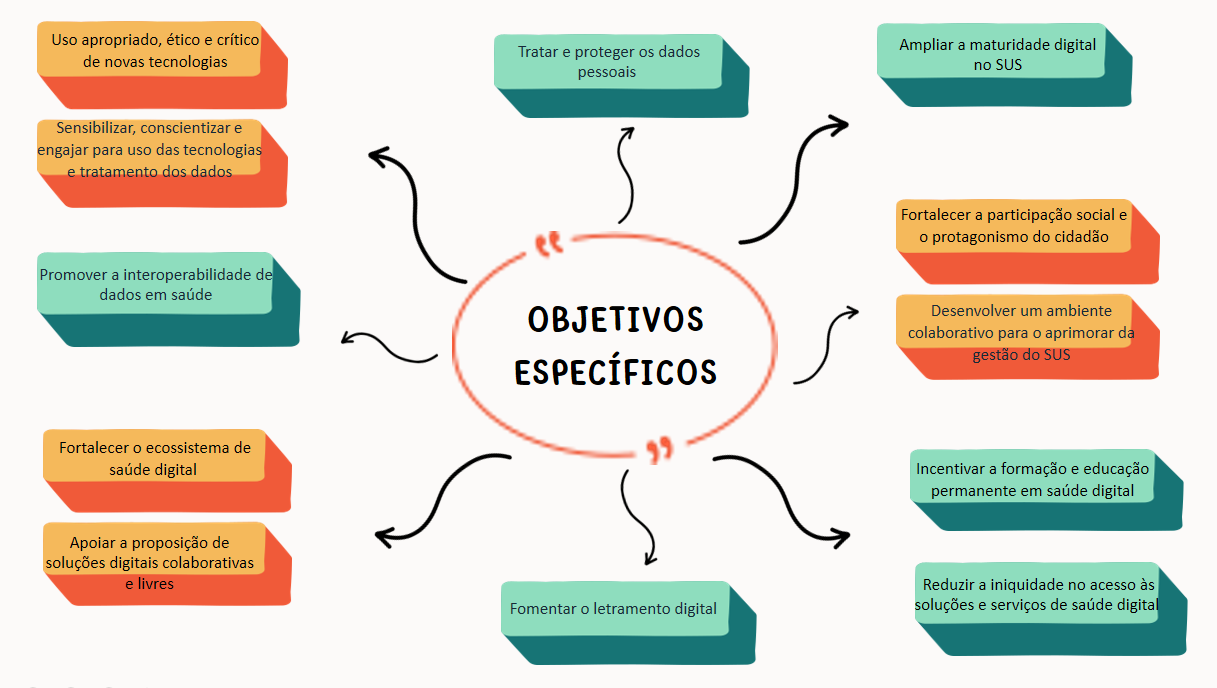 Uso apropriado, ético e crítico
de novas tecnologias
Sensibilizar, conscientizar e
engajar para uso das tecnologias
e tratamento dos dados
Promover a interoperabilidade de
dados em saúde
Fortalecer o ecossistema de
saúde digital
Apoiar a proposição de
soluções digitais colaborativas
e livres
Tratar e proteger os dados
pessoais
“
OBJETIVOS
ESPECÍFICOS
”
Fomentar o letramento digital
Ampliar a maturidade digital
no SUS
Fortalecer a participação social e
o protagonismo do cidadão
Desenvolver um ambiente
colaborativo para o aprimorar da
gestão do SUS
Incentivar a formação e educação
permanente em saúde digital
Reduzir a iniquidade no acesso às
soluções e serviços de saúde digital